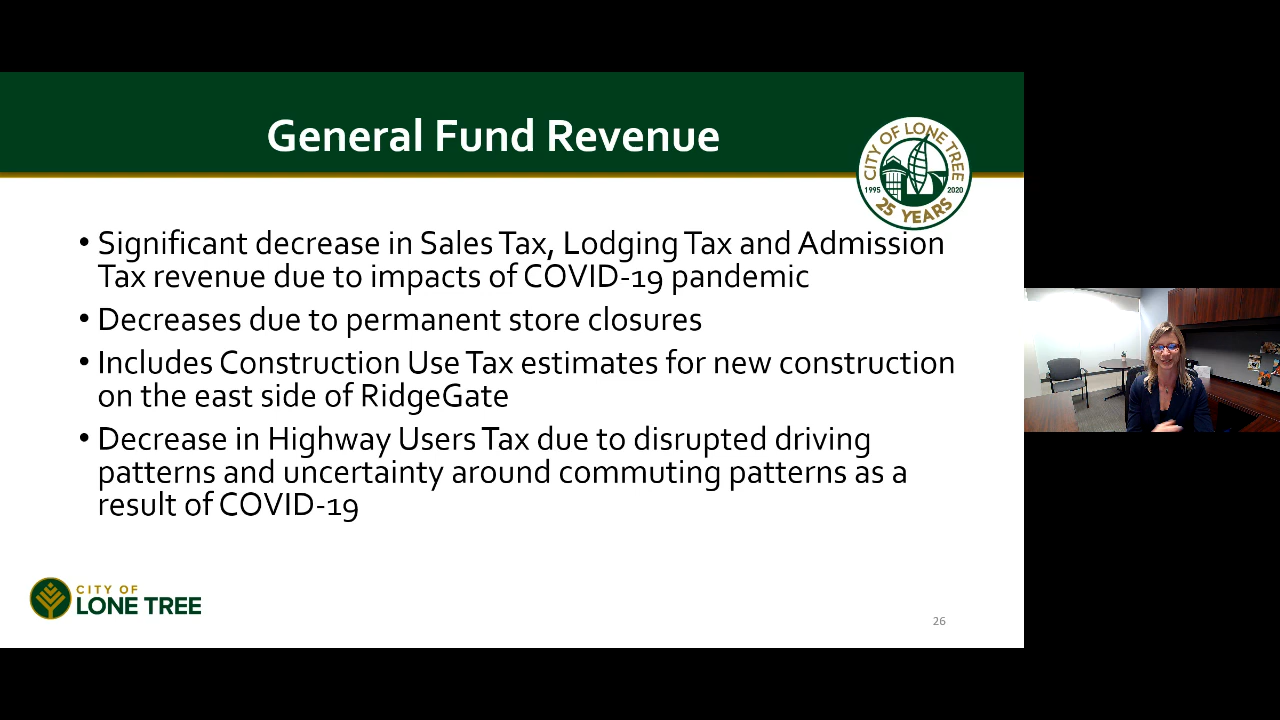 General Fund Revenue
CITY OF LONE TREE
1995
2020
25 YEARS
• Significant decrease in Sales Tax, Lodging Tax and Admission
Tax revenue due to impacts of COVID-19 pandemic
• Decreases due to permanent store closures
• Includes Construction Use Tax estimates for new construction
on the east side of RidgeGate
• Decrease in Highway Users Tax due to disrupted driving
patterns and uncertainty around commuting patterns as a
result of COVID-19
CITY OF
LONE TREE
26